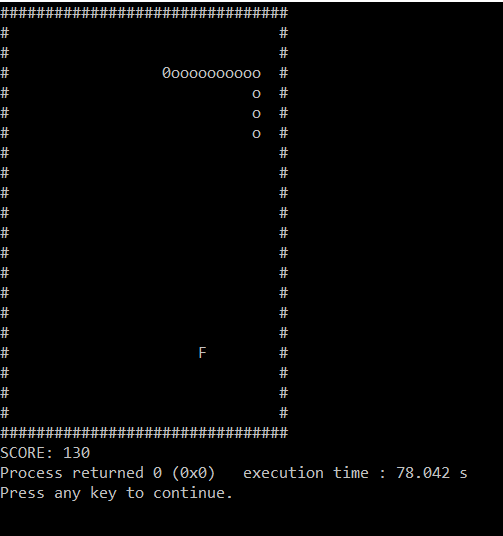 ################################
#                              #
#                              #
#                 0oooooooooo  #
#                           o  #
#                           o  #
#                           o  #
#                              #
#                              #
#                              #
#                              #
#                              #
#                              #
#                              #
#                              #
#                              #
#                              #
#                     F        #
#                              #
#                              #
#                              #
################################
SCORE: 130
Process returned 0 (0x0)   execution time : 78.042 s
Press any key to continue.